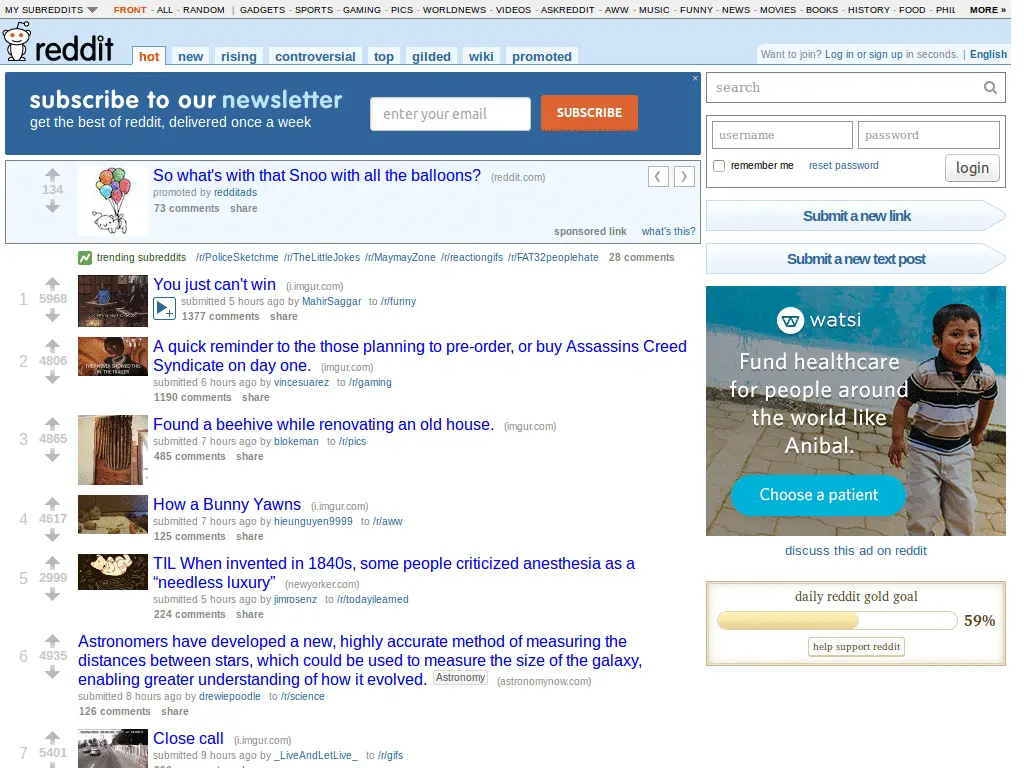 MY SUBREDDITS FRONT - ALL - RANDOM | GADGETS - SPORTS - GAMING - PICS - WORLDNEWS - VIDEOS - ASKREDDIT - AWW - MUSIC - FUNNY - NEWS - MOVIES - BOOKS - HISTORY - FOOD - PHIL MORE »
reddit hot new rising controversial top gilded wiki promoted
Want to join? Log in or sign up in seconds. | English
subscribe to our newsletter
get the best of reddit, delivered once a week
enter your email
SUBSCRIBE
×
search
username
password
remember me
reset password
login
134
So what's with that Snoo with all the balloons? (reddit.com)
promoted by redditads
73 comments share
sponsored link what's this?
Submit a new link
Submit a new text post
trending subreddits /r/PoliceSketchme /r/TheLittleJokes /r/MaymayZone /r/reactiongifs /r/FAT32peoplehate 28 comments
1
5968
You just can't win (i.imgur.com)
submitted 5 hours ago by MahirSaggar to /r/funny
1377 comments share
2
4806
THEY NEVER SHOWED THIS
IN THE TRAILER
A quick reminder to the those planning to pre-order, or buy Assassins Creed
Syndicate on day one. (imgur.com)
submitted 6 hours ago by vincesuarez to /r/gaming
1190 comments share
3
4865
Found a beehive while renovating an old house. (imgur.com)
submitted 7 hours ago by blokeman to /r/pics
485 comments share
4
4617
How a Bunny Yawns (i.imgur.com)
submitted 7 hours ago by hieunguyen9999 to /r/aww
125 comments share
5
2999
TIL When invented in 1840s, some people criticized anesthesia as a
“needless luxury” (newyorker.com)
submitted 5 hours ago by jimrosenz to /r/todayilearned
224 comments share
6
4935
Astronomers have developed a new, highly accurate method of measuring the
distances between stars, which could be used to measure the size of the galaxy,
enabling greater understanding of how it evolved. Astronomy (astronomynow.com)
submitted 8 hours ago by drewiepoodle to /r/science
126 comments share
7
5401
Close call (i.imgur.com)
submitted 9 hours ago by _LiveAndLetLive_ to /r/gifs
watsi
Fund healthcare
for people around
the world like
Anibal.
Choose a patient
discuss this ad on reddit
daily reddit gold goal
59%
help support reddit